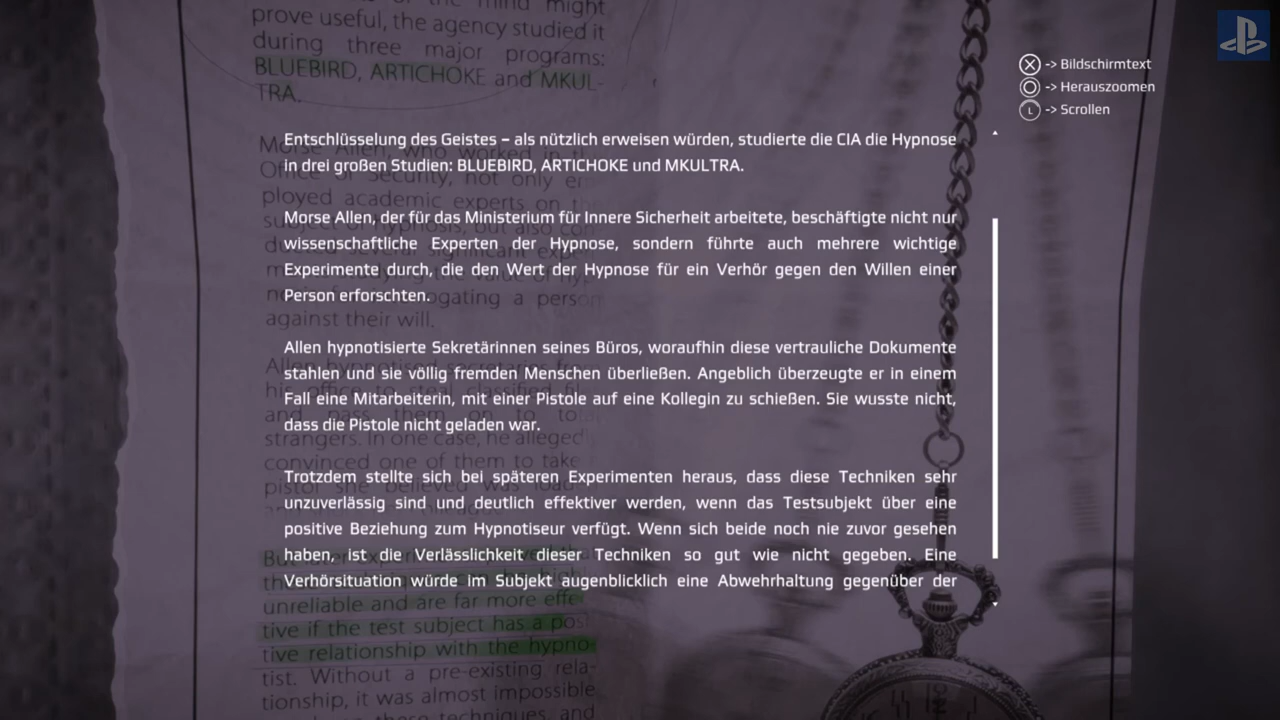 of the mind might
prove useful, the agency studied it
during three major programs:
BLUEBIRD, ARTICHOKE and MKUL-
TRA.
X -> Bildschirmtext
O -> Herauszoomen
L -> Scrollen
Entschlüsselung des Geistes – als nützlich erweisen würden, studierte die CIA die Hypnose
in drei großen Studien: BLUEBIRD, ARTICHOKE und MKULTRA.
Morse Allen, der für das Ministerium für Innere Sicherheit arbeitete, beschäftigte nicht nur
wissenschaftliche Experten der Hypnose, sondern führte auch mehrere wichtige
Experimente durch, die den Wert der Hypnose für ein Verhör gegen den Willen einer
Person erforschten.
against their will.
Allen hypnotisierte Sekretärinnen seines Büros, woraufhin diese vertrauliche Dokumente
stahlen und sie völlig fremden Menschen überließen. Angeblich überzeugte er in einem
Fall eine Mitarbeiterin, mit einer Pistole auf eine Kollegin zu schießen. Sie wusste nicht,
dass die Pistole nicht geladen war.
Trotzdem stellte sich bei späteren Experimenten heraus, dass diese Techniken sehr
unzuverlässig sind und deutlich effektiver werden, wenn das Testsubjekt über eine
positive Beziehung zum Hypnotiseur verfügt. Wenn sich beide noch nie zuvor gesehen
haben, ist die Verlässlichkeit dieser Techniken so gut wie nicht gegeben. Eine
Verhörsituation würde im Subjekt augenblicklich eine Abwehrhaltung gegenüber der
unreliable and are far more effec-
tive if the test subject has a posi-
tive relationship with the hypno-
tist. Without a pre-existing rela-
tionship, it was almost impossible
these techniques, and